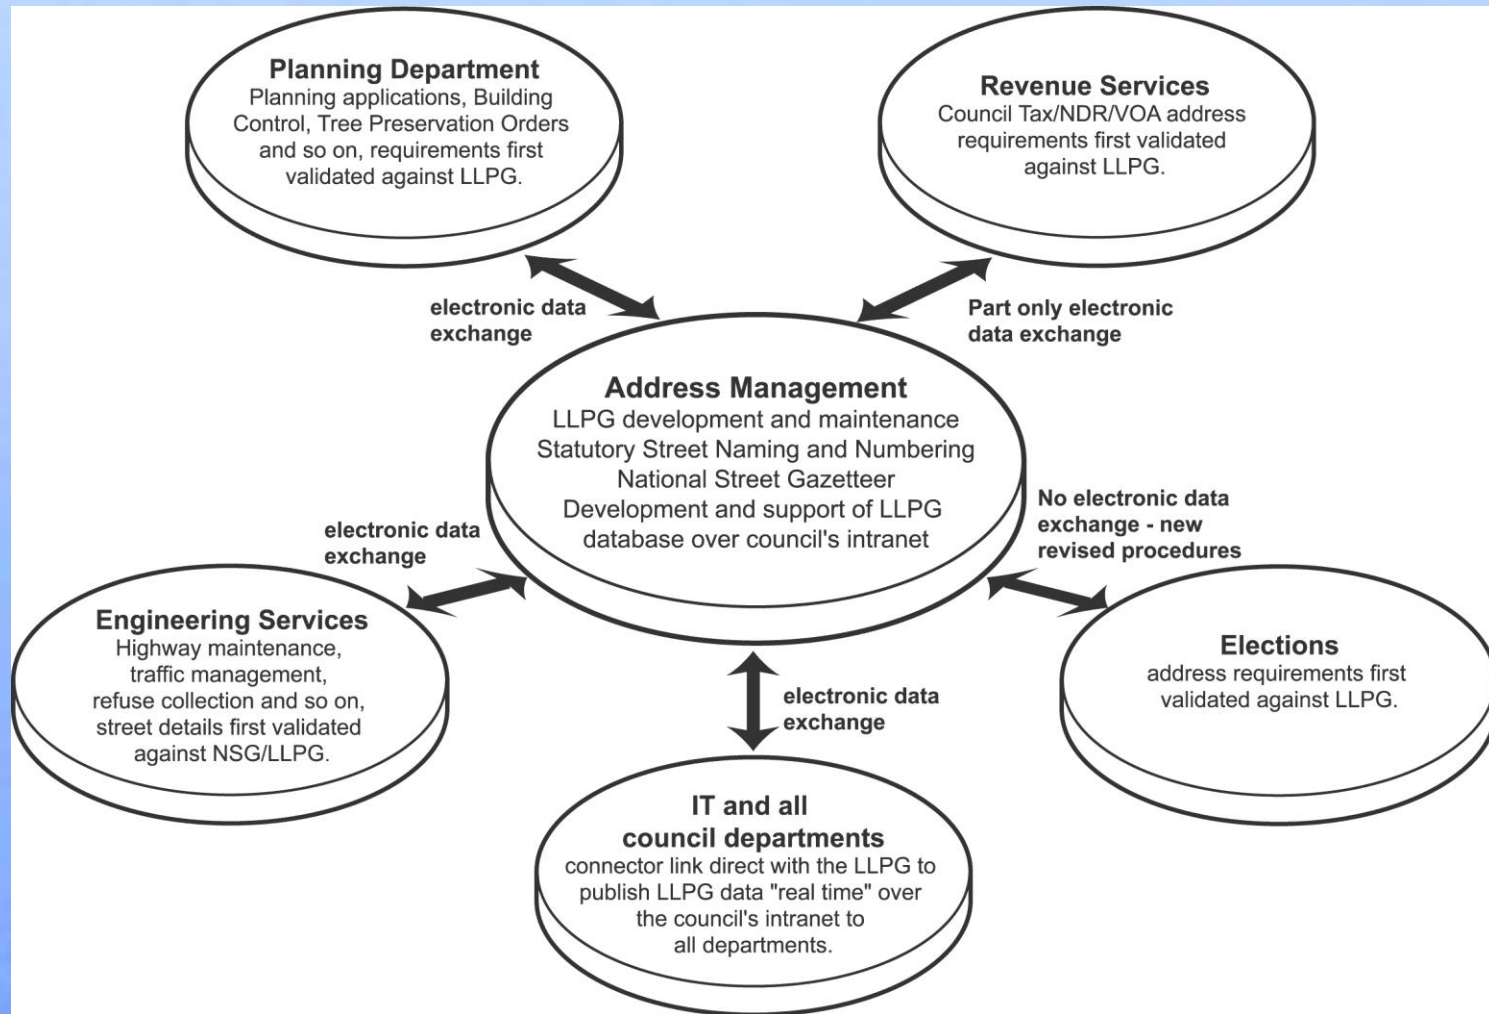 Planning Department
Planning applications, Building
Control, Tree Preservation Orders
and so on, requirements first
validated against LLPG.
Revenue Services
Council Tax/NDR/VOA address
requirements first validated
against LLPG.
electronic data
exchange
Part only electronic
data exchange
Address Management
LLPG development and maintenance
Statutory Street Naming and Numbering
National Street Gazetteer
Development and support of LLPG
database over council's intranet
electronic data
exchange
No electronic data
exchange - new
revised procedures
Engineering Services
Highway maintenance,
traffic management,
refuse collection and so on,
street details first validated
against NSG/LLPG.
electronic data
exchange
Elections
address requirements first
validated against LLPG.
IT and all
council departments
connector link direct with the LLPG to
publish LLPG data "real time" over
the council's intranet to
all departments.